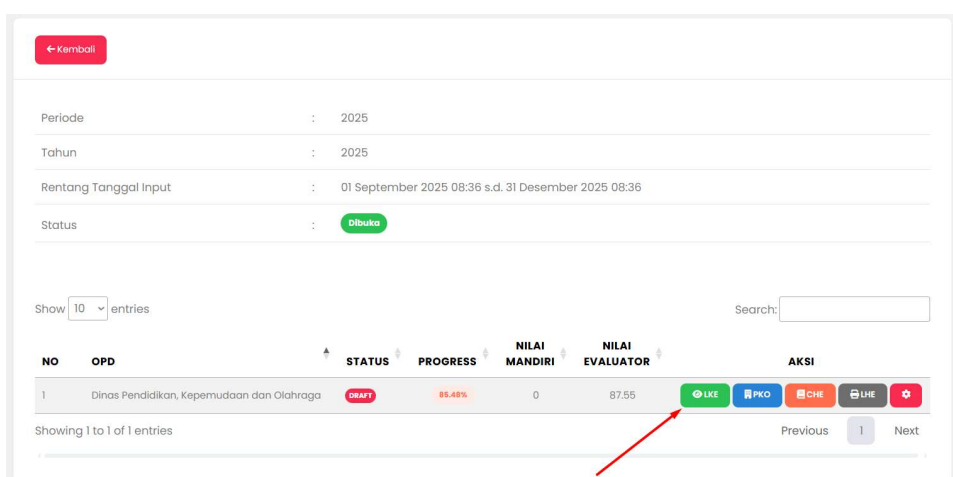 Kembali
Periode : 2025
Tahun : 2025
Rentang Tanggal Input : 01 September 2025 08:36 s.d. 31 Desember 2025 08:36
Status : Dibuka
Show 10 entries Search:
NO OPD STATUS PROGRESS NILAI MANDIRI NILAI EVALUATOR AKSI
1 Dinas Pendidikan, Kepemudaan dan Olahraga DRAFT 85.48% 0 87.55 LKE PKO CHE LHE
Showing 1 to 1 of 1 entries Previous 1 Next